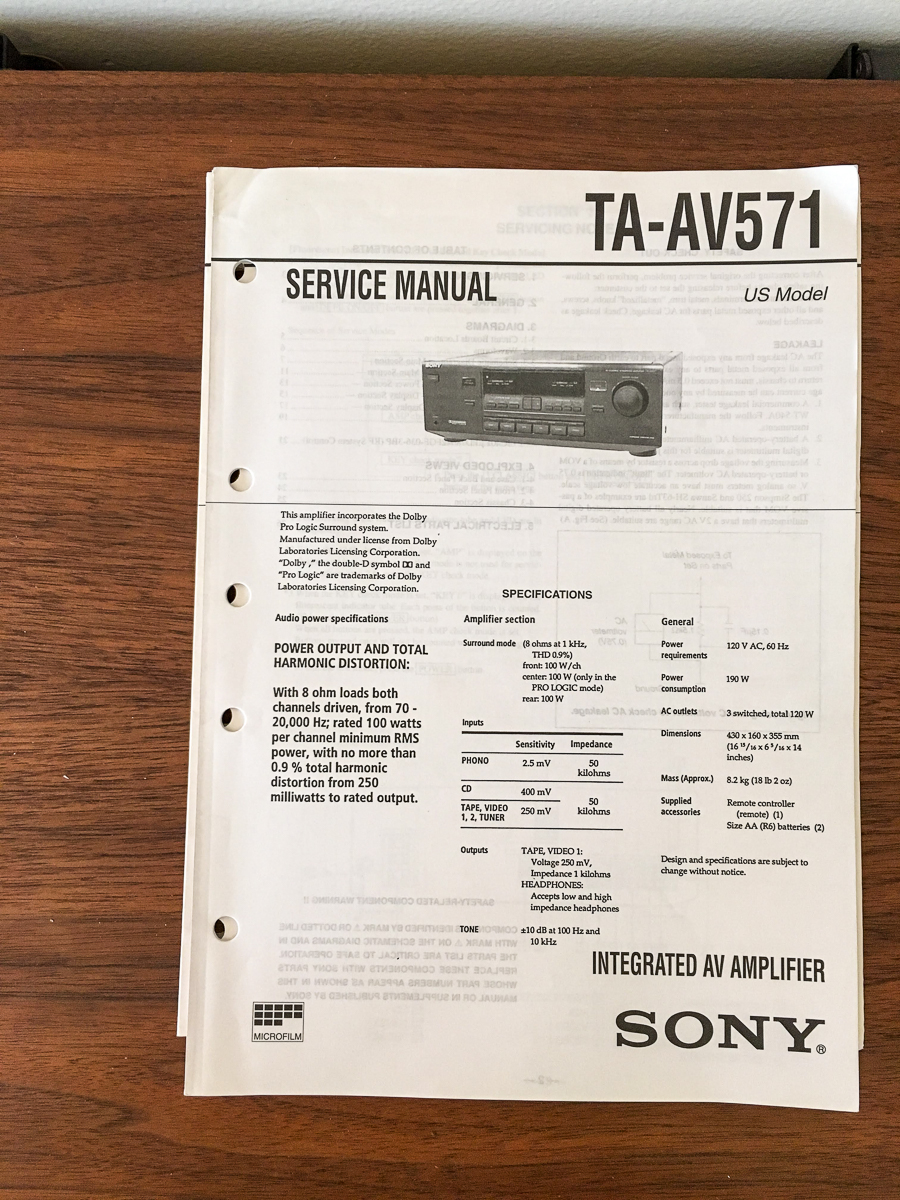 TA-AV571
SERVICE MANUAL
US Model
SONY
This amplifier incorporates the Dolby
Pro Logic Surround system.
Manufactured under license from Dolby
Laboratories Licensing Corporation.
"Dolby ," the double-D symbol and
"Pro Logic" are trademarks of Dolby
Laboratories Licensing Corporation.
SPECIFICATIONS
Audio power specifications
POWER OUTPUT AND TOTAL
HARMONIC DISTORTION:
With 8 ohm loads both
channels driven, from 70 -
20,000 Hz; rated 100 watts
per channel minimum RMS
power, with no more than
0.9 % total harmonic
distortion from 250
milliwatts to rated output.
Amplifier section
Surround mode (8 ohms at 1 kHz,
THD 0.9%)
front: 100 W/ch
center: 100 W (only in the
PRO LOGIC mode)
rear: 100 W
Inputs
Sensitivity Impedance
PHONO 2.5 mV 50
kilohms
CD 400 mV
TAPE, VIDEO
1, 2, TUNER 250 mV 50
kilohms
Outputs TAPE, VIDEO 1:
Voltage 250 mV,
Impedance 1 kilohms
HEADPHONES:
Accepts low and high
impedance headphones
TONE ±10 dB at 100 Hz and
10 kHz
General
Power
requirements 120 V AC, 60 Hz
Power
consumption 190 W
AC outlets 3 switched, total 120 W
Dimensions 430 x 160 x 355 mm
(16 15/16 x 6 3/16 x 14
inches)
Mass (Approx.) 8.2 kg (18 lb 2 oz)
Supplied
accessories Remote controller
(remote) (1)
Size AA (R6) batteries (2)
Design and specifications are subject to
change without notice.
INTEGRATED AV AMPLIFIER
MICROFILM
SONY®